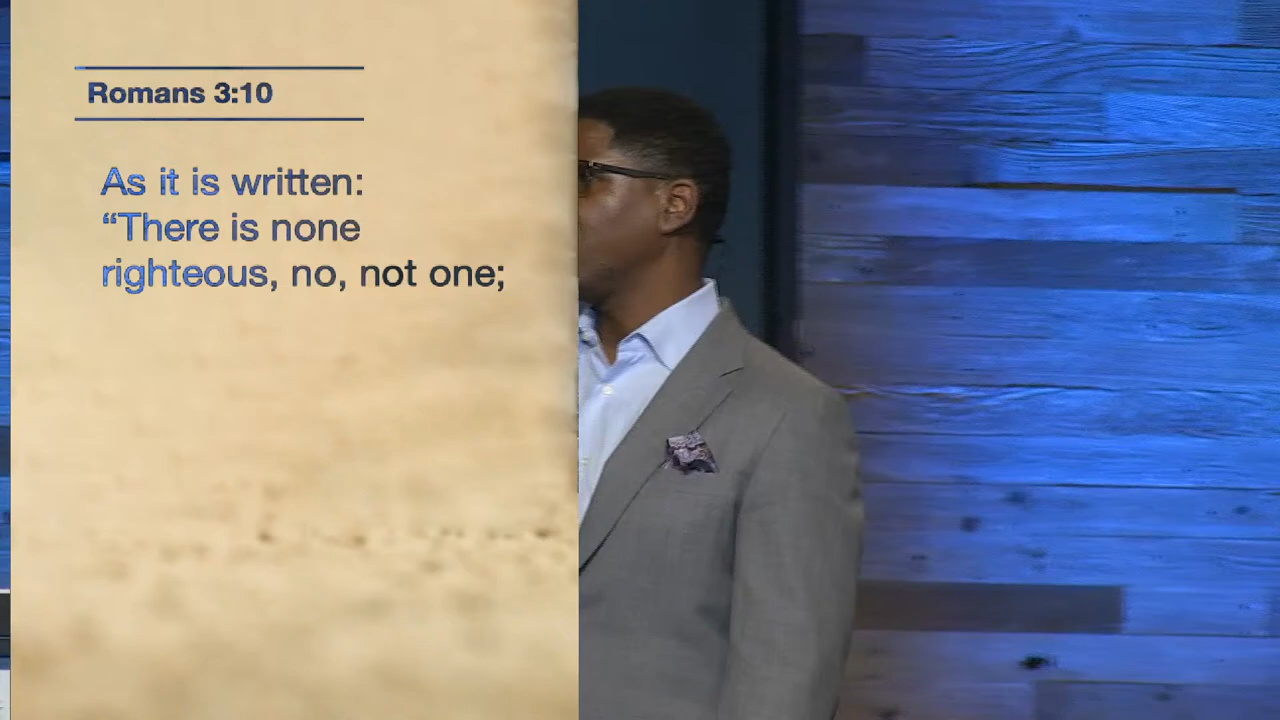 Romans 3:10
As it is written:
“There is none
righteous, no, not one;